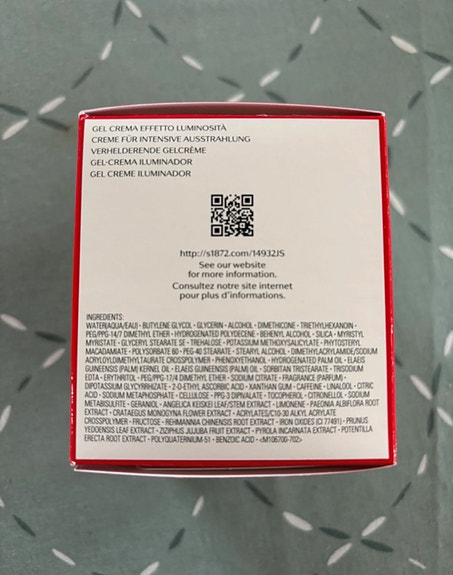 GEL CREMA EFFETTO LUMINOSITÀ
CREME FÜR INTENSIVE AUSSTRAHLUNG
VERHELDERENDE GELCRÈME
GEL-CREMA ILUMINADOR
GEL CREME ILUMINADOR
http://s1872.com/14932JS
See our website
for more information.
Consultez notre site internet
pour plus d'informations.
INGREDIENTS:
WATER(AQUA/EAU)・BUTYLENE GLYCOL・GLYCERIN・ALCOHOL・DIMETHICONE・TRIETHYLHEXANOIN・
PEG/PPG-14/7 DIMETHYL ETHER・HYDROGENATED POLYDECENE・BEHENYL ALCOHOL・SILICA・MYRISTYL
MYRISTATE・GLYCERYL STEARATE SE・TREHALOSE・POTASSIUM METHOXYSALICYLATE・PHYTOSTERYL
MACADAMIATE・POLYSORBATE 60・PEG-40 STEARATE・STEARYL ALCOHOL・DIMETHYLACRYLAMIDE/SODIUM
ACRYLOYLDIMETHYLTAURATE CROSSPOLYMER・PHENOXYETHANOL・HYDROGENATED PALM OIL・ELAEIS
GUINEENSIS (PALM) KERNEL OIL・ELAEIS GUINEENSIS (PALM) OIL・SORBITAN TRISTEARATE・TRISODIUM
EDTA・ERYTHRITOL・PEG/PPG-17/4 DIMETHYL ETHER・SODIUM CITRATE・FRAGRANCE (PARFUM)・
DIPOTASSIUM GLYCYRRHIZATE・2-O-ETHYL ASCORBIC ACID・XANTHAN GUM・CAFFEINE・LINALOOL・CITRIC
ACID・SODIUM METAPHOSPHATE・CELLULOSE・PPG-3 DIPIVALATE・TOCOPHEROL・CITRONELLOL・SODIUM
METABISULFITE・GERANIOL・ANGELICA KEISKEI LEAF/STEM EXTRACT・LIMONENE・PAEONIA ALBIFLORA ROOT
EXTRACT・CRATAEGUS MONOGYNA FLOWER EXTRACT・ACRYLATES/C10-30 ALKYL ACRYLATE
CROSSPOLYMER・FRUCTOSE・REHMANNIA CHINENSIS ROOT EXTRACT・IRON OXIDES (CI 77491)・PRUNUS
YEDOENSIS LEAF EXTRACT・ZIZIPHUS JUJUBA FRUIT EXTRACT・PYROLA INCARNATA EXTRACT・POTENTILLA
ERECTA ROOT EXTRACT・POLYQUATERNIUM-51・BENZOIC ACID・<M106700-702>